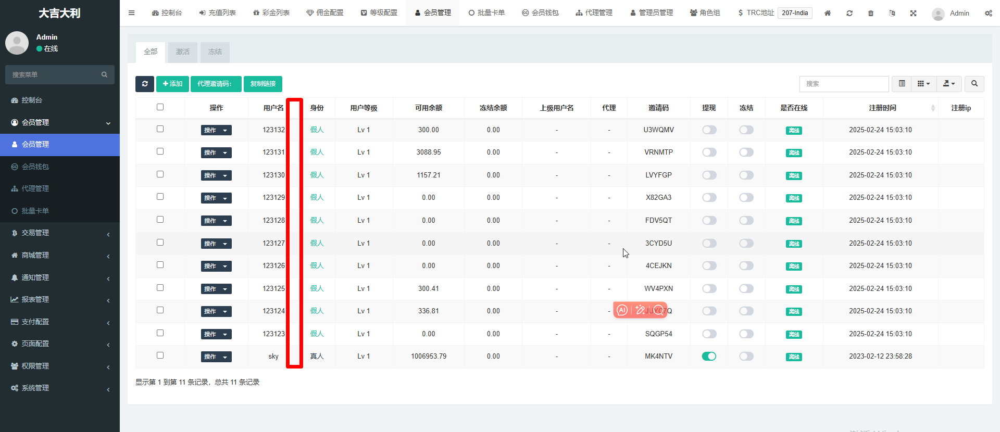 大吉大利
控制台 充值列表 彩金列表 佣金配置 等级配置 会员管理 批量卡单 会员钱包 代理管理 管理员管理 角色组 $ TRC地址 207-India Admin
Admin
在线
搜索菜单
控制台
会员管理
会员管理
会员钱包
代理管理
批量卡单
交易管理
商城管理
通知管理
报表管理
支付配置
页面配置
权限管理
系统管理
全部 激活 冻结
添加 代理邀请码： 复制链接 搜索
操作 用户名 身份 用户等级 可用余额 冻结余额 上级用户名 代理 邀请码 提现 冻结 是否在线 注册时间 注册ip
操作 123132 假人 Lv 1 300.00 0.00 - - U3WQMV 离线 2025-02-24 15:03:10
操作 123131 假人 Lv 1 3088.95 0.00 - - VRNMTP 离线 2025-02-24 15:03:10
操作 123130 假人 Lv 1 1157.21 0.00 - - LVYFGP 离线 2025-02-24 15:03:10
操作 123129 假人 Lv 1 0.00 0.00 - - X82GA3 离线 2025-02-24 15:03:10
操作 123128 假人 Lv 1 0.00 0.00 - - FDV5QT 离线 2025-02-24 15:03:10
操作 123127 假人 Lv 1 0.00 0.00 - - 3CYD5U 离线 2025-02-24 15:03:10
操作 123126 假人 Lv 1 0.00 0.00 - - 4CEJKN 离线 2025-02-24 15:03:10
操作 123125 假人 Lv 1 300.41 0.00 - - WV4PXN 离线 2025-02-24 15:03:10
操作 123124 假人 Lv 1 336.81 0.00 - - AI 离线 2025-02-24 15:03:10
操作 123123 假人 Lv 1 0.00 0.00 - - SQGP54 离线 2025-02-24 15:03:10
操作 sky 真人 Lv 1 1006953.79 0.00 - - MK4NTV 离线 2023-02-12 23:58:28
显示第 1 到第 11 条记录，总共 11 条记录